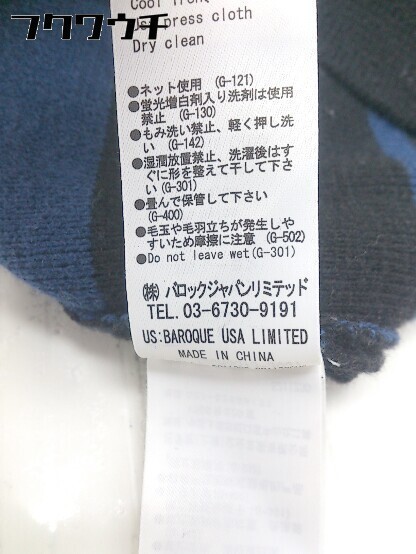 フクウウチ
Cool iron
Use press cloth
Dry clean
●ネット使用 (G-121)
●蛍光増白剤入り洗剤は使用
禁止 (G-130)
●もみ洗い禁止、軽く押し洗
い (G-142)
●湿潤放置禁止、洗濯後はす
ぐに形を整えて干して下さ
い(G-301)
●畳んで保管して下さい
(G-400)
●毛玉や毛羽立ちが発生しや
すいため摩擦に注意 (G-502)
●Do not leave wet(G-301)
㈱ バロックジャパンリミテッド
TEL. 03-6730-9191
US: BAROQUE USA LIMITED
MADE IN CHINA